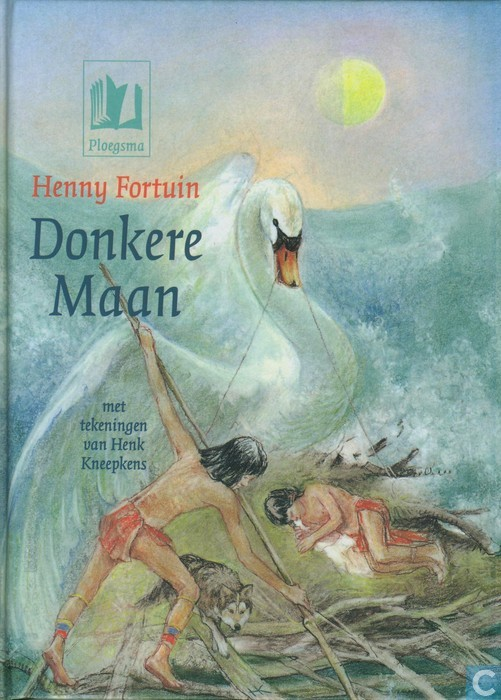 Ploegsma
Henny Fortuin
Donkere
Maan
met
tekeningen
van Henk
Kneepkens
C